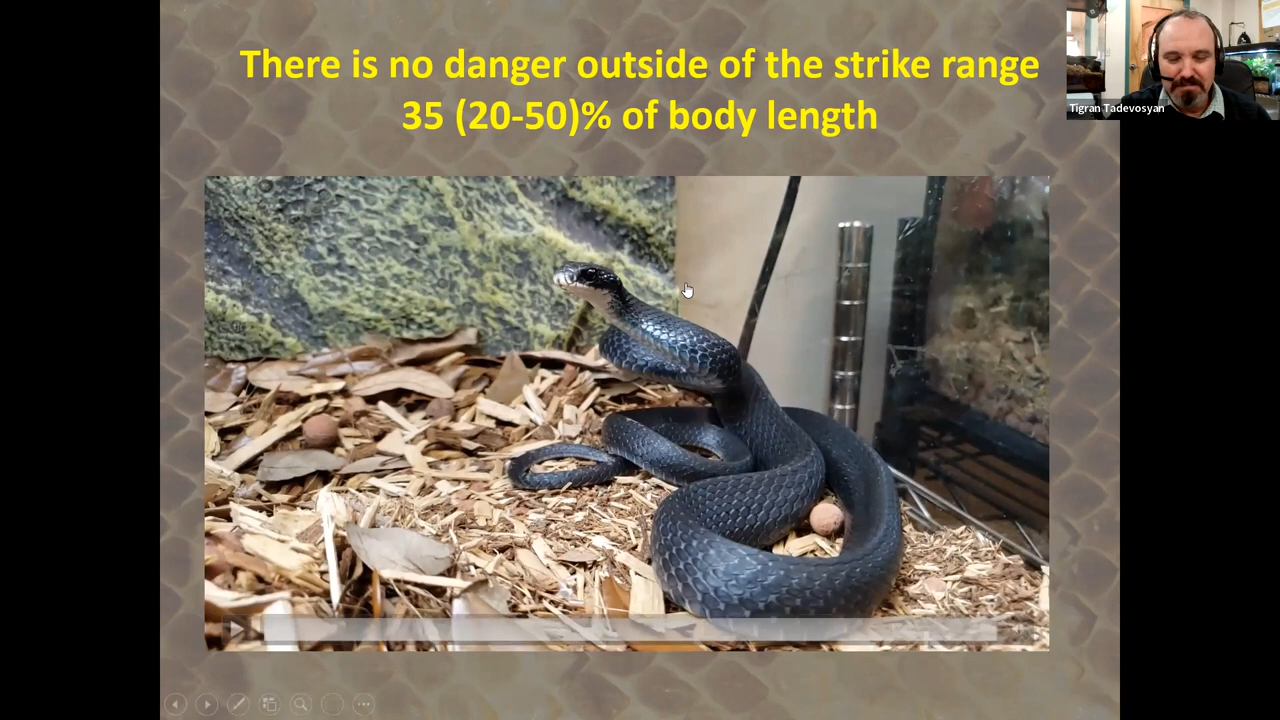 There is no danger outside of the strike range
35 (20-50)% of body length
Tigran Tadevosyan